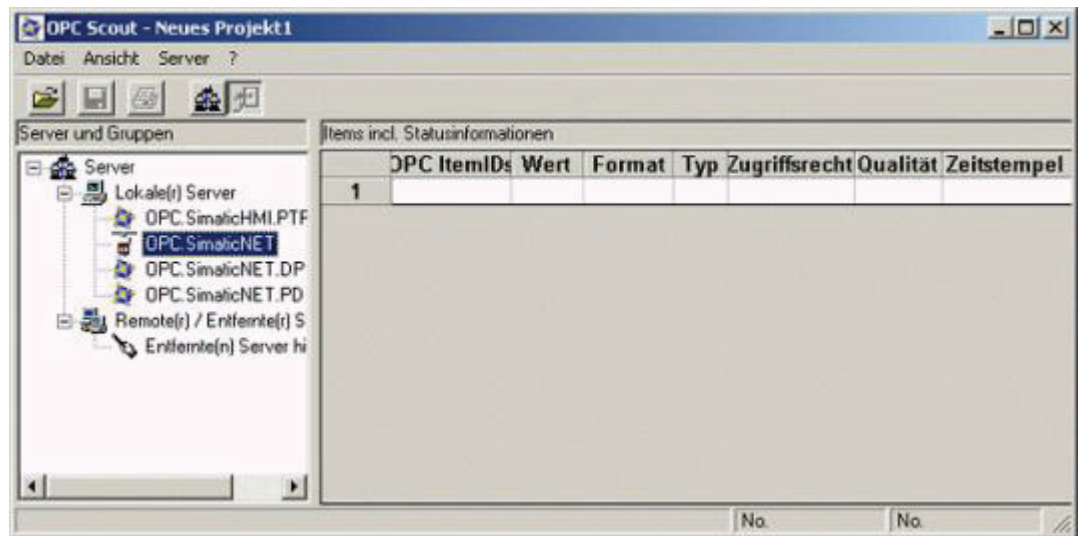 OPC Scout - Neues Projekt1
Datei Ansicht Server ?
Server und Gruppen
Items incl. Statusinformationen
OPC ItemIDs Wert Format Typ Zugriffsrecht Qualität Zeitstempel
1
Server
Lokale(r) Server
OPC.SimaticHMI.PTF
OPC.SimaticNET
OPC.SimaticNET.DP
OPC.SimaticNET.PD
Remote(r) / Entfernte(r) S
Entfernte(n) Server hi
No. No.